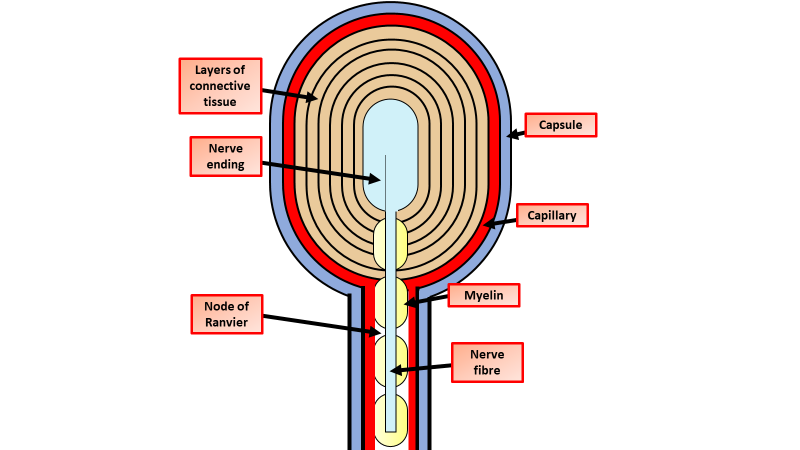 Layers of
connective
tissue
Nerve
ending
Capsule
Capillary
Node of
Ranvier
Myelin
Nerve
fibre